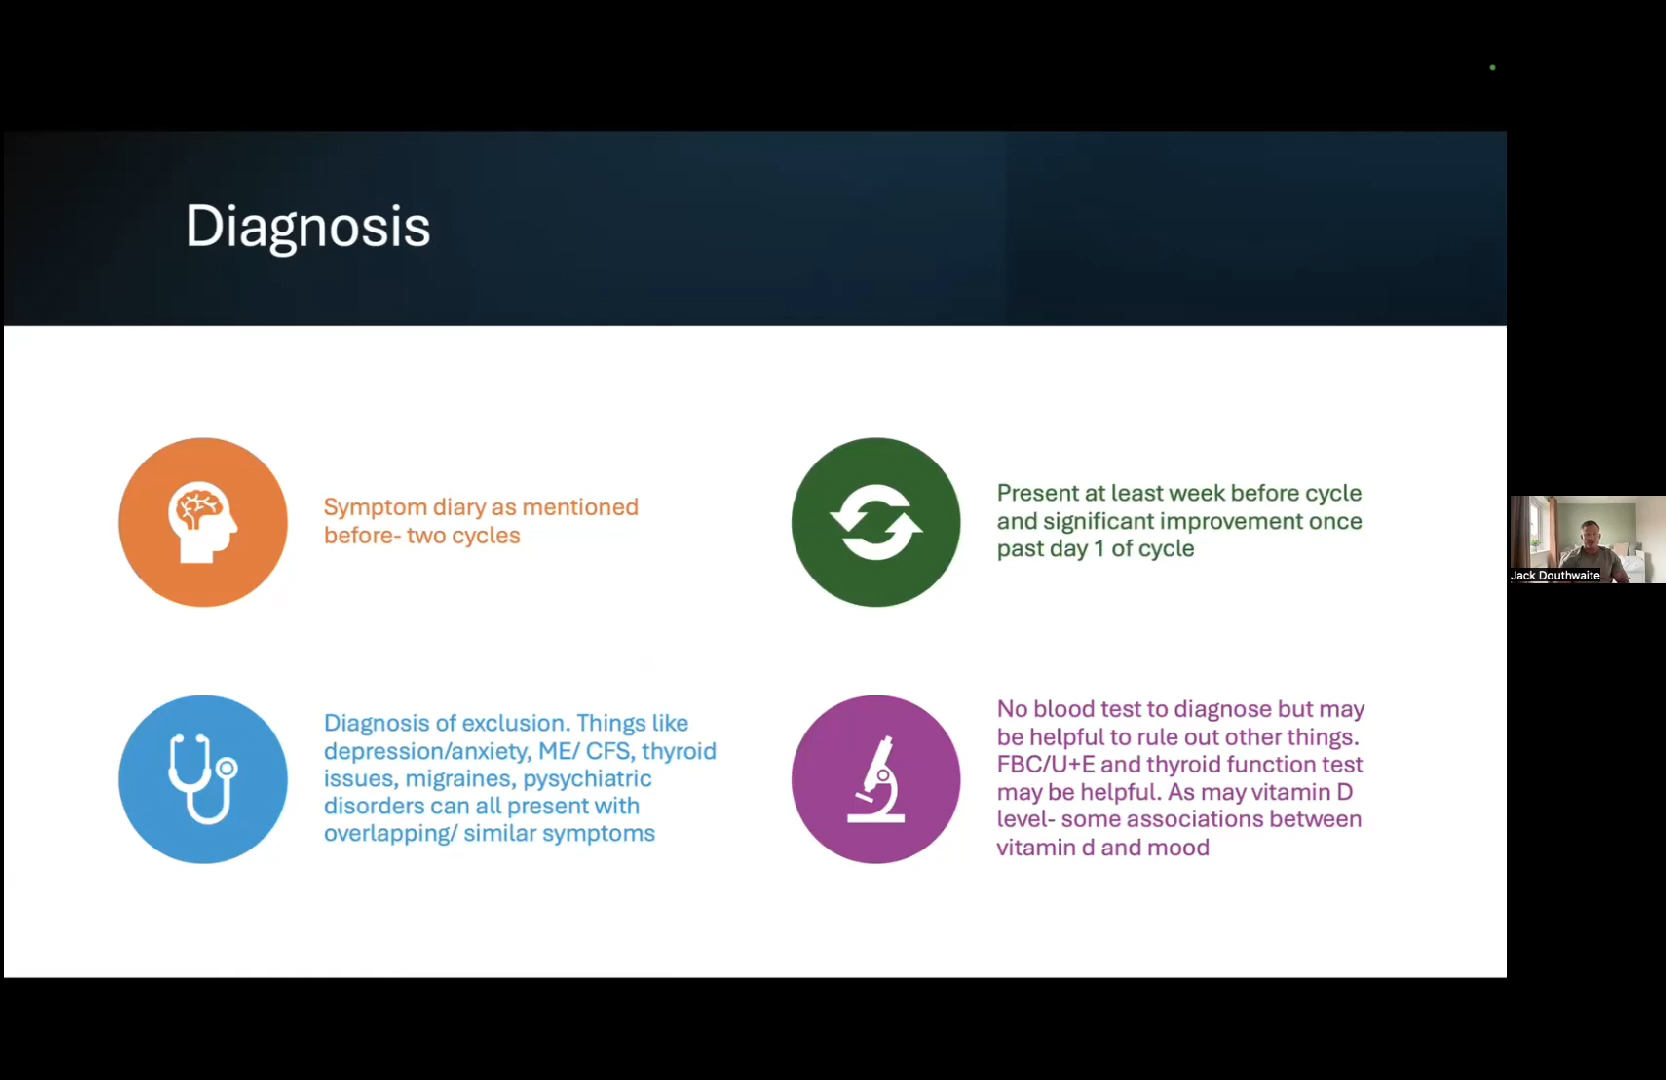 Diagnosis
Symptom diary as mentioned
before- two cycles
Present at least week before cycle
and significant improvement once
past day 1 of cycle
Diagnosis of exclusion. Things like
depression/anxiety, ME/ CFS, thyroid
issues, migraines, pysychiatric
disorders can all present with
overlapping/ similar symptoms
No blood test to diagnose but may
be helpful to rule out other things.
FBC/U+E and thyroid function test
may be helpful. As may vitamin D
level- some associations between
vitamin d and mood
Jack Douthwaite